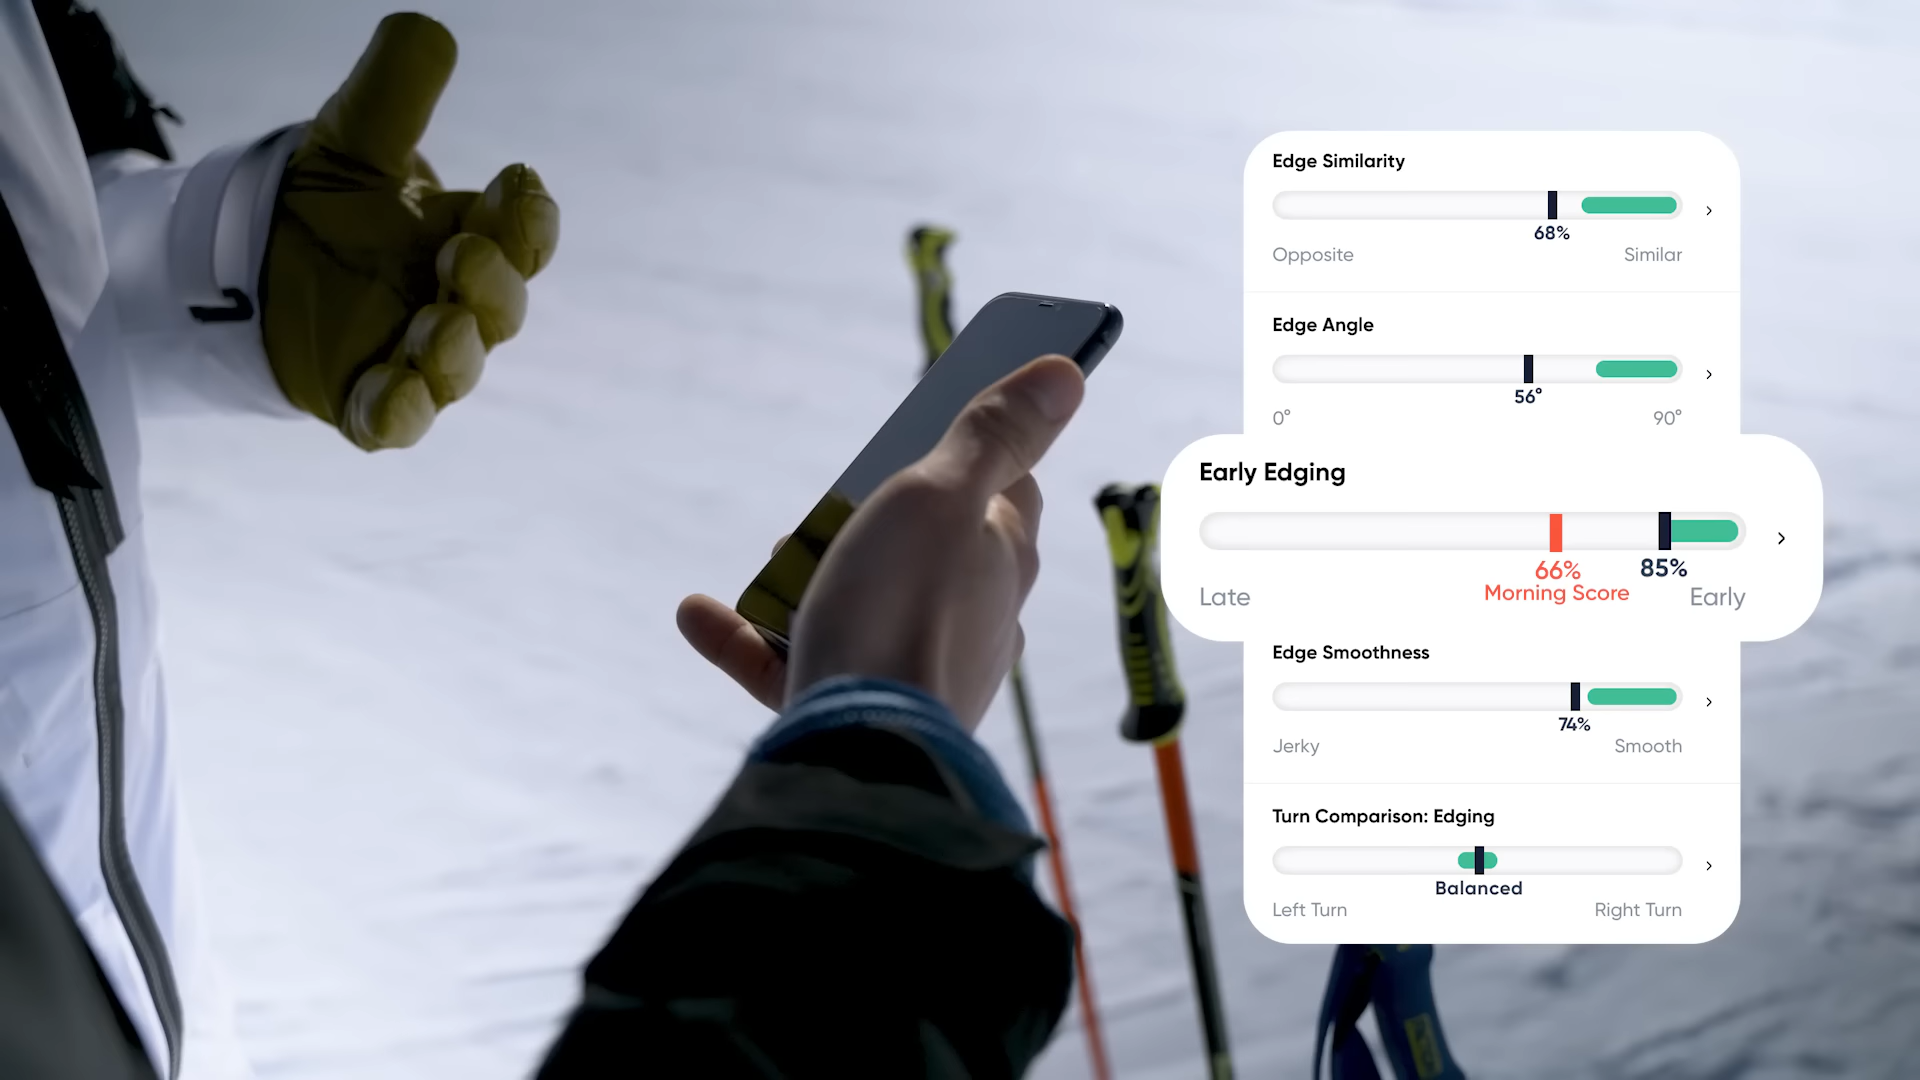 Edge Similarity
68%
Opposite Similar
Edge Angle
56°
0° 90°
Early Edging
66% 85%
Morning Score
Late Early
Edge Smoothness
74%
Jerky Smooth
Turn Comparison: Edging
Balanced
Left Turn Right Turn